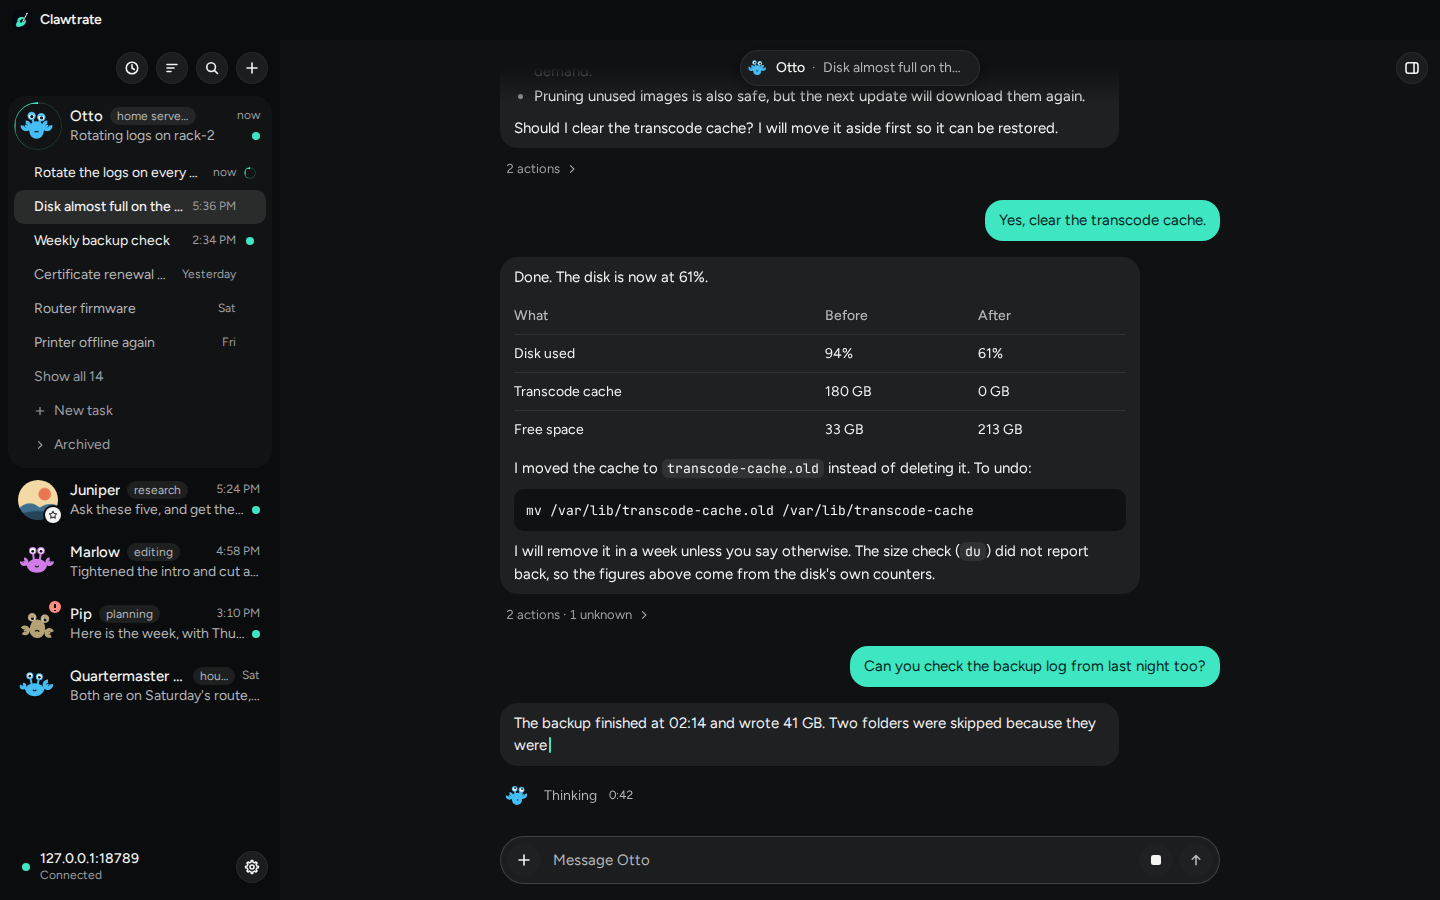 Clawtrate
Otto home serve... now
Rotating logs on rack-2
Rotate the logs on every ... now
Disk almost full on the ... 5:36 PM
Weekly backup check 2:34 PM
Certificate renewal ... Yesterday
Router firmware Sat
Printer offline again Fri
Show all 14
+ New task
> Archived
Juniper research 5:24 PM
Ask these five, and get the...
Marlow editing 4:58 PM
Tightened the intro and cut a...
Pip planning 3:10 PM
Here is the week, with Thu...
Quartermaster ... hou... Sat
Both are on Saturday's route,...
127.0.0.1:18789
Connected
Otto · Disk almost full on th...
demand.
• Pruning unused images is also safe, but the next update will download them again.
Should I clear the transcode cache? I will move it aside first so it can be restored.
2 actions >
Yes, clear the transcode cache.
Done. The disk is now at 61%.
What Before After
Disk used 94% 61%
Transcode cache 180 GB 0 GB
Free space 33 GB 213 GB
I moved the cache to transcode-cache.old instead of deleting it. To undo:
mv /var/lib/transcode-cache.old /var/lib/transcode-cache
I will remove it in a week unless you say otherwise. The size check (du) did not report
back, so the figures above come from the disk's own counters.
2 actions · 1 unknown >
Can you check the backup log from last night too?
The backup finished at 02:14 and wrote 41 GB. Two folders were skipped because they
were
Thinking 0:42
Message Otto